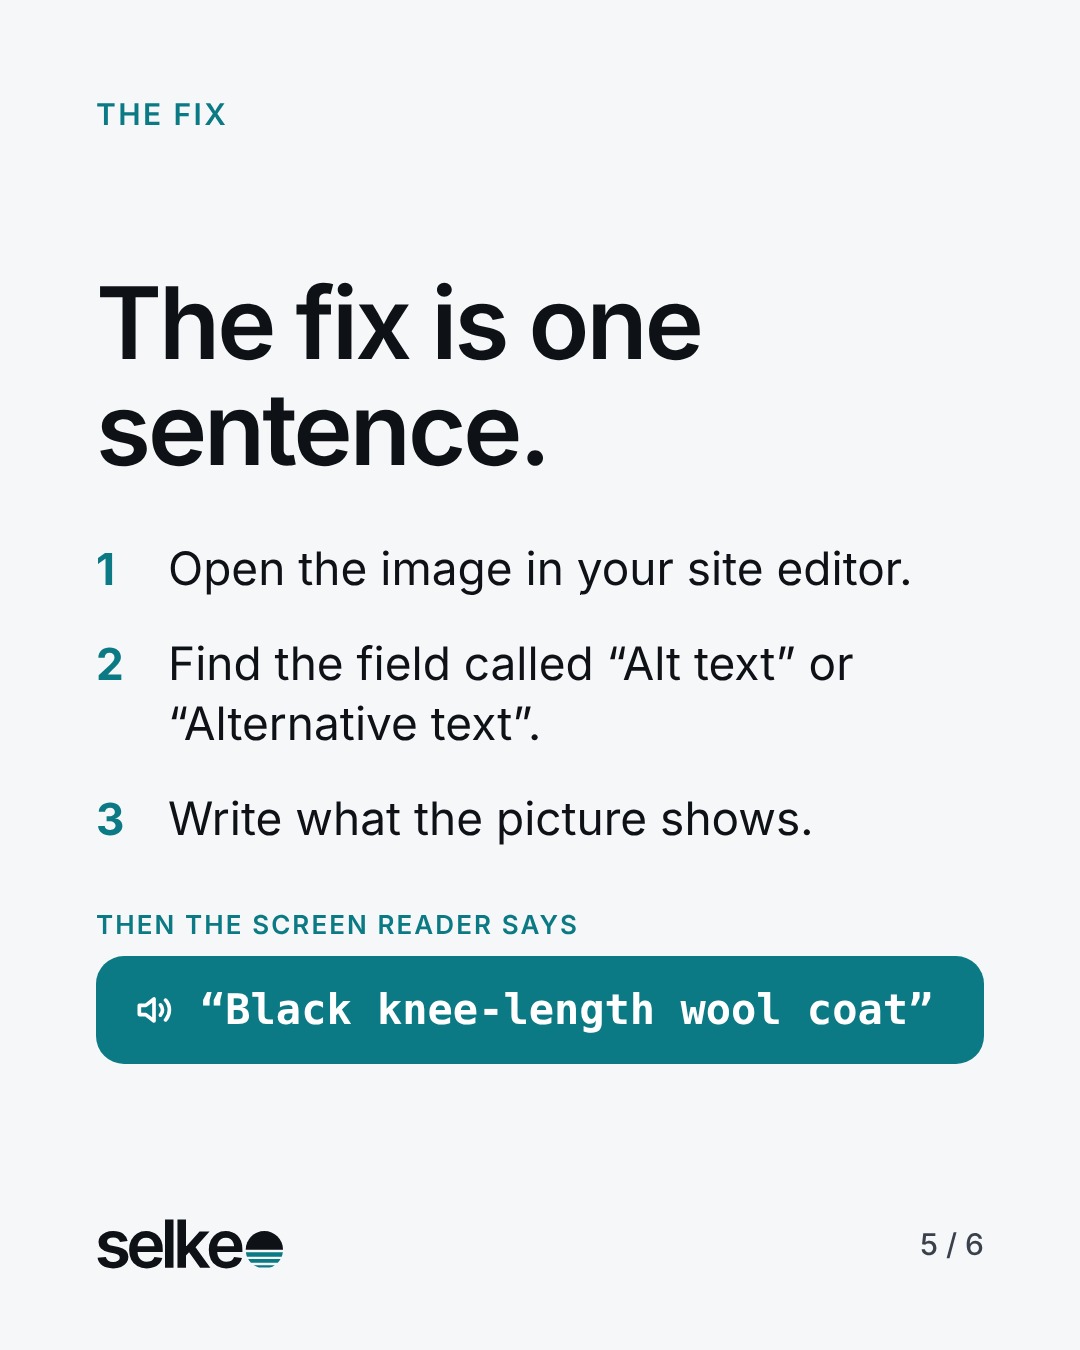 THE FIX
The fix is one
sentence.
1 Open the image in your site editor.
2 Find the field called “Alt text” or
“Alternative text”.
3 Write what the picture shows.
THEN THE SCREEN READER SAYS
“Black knee-length wool coat”
selkeo
5 / 6